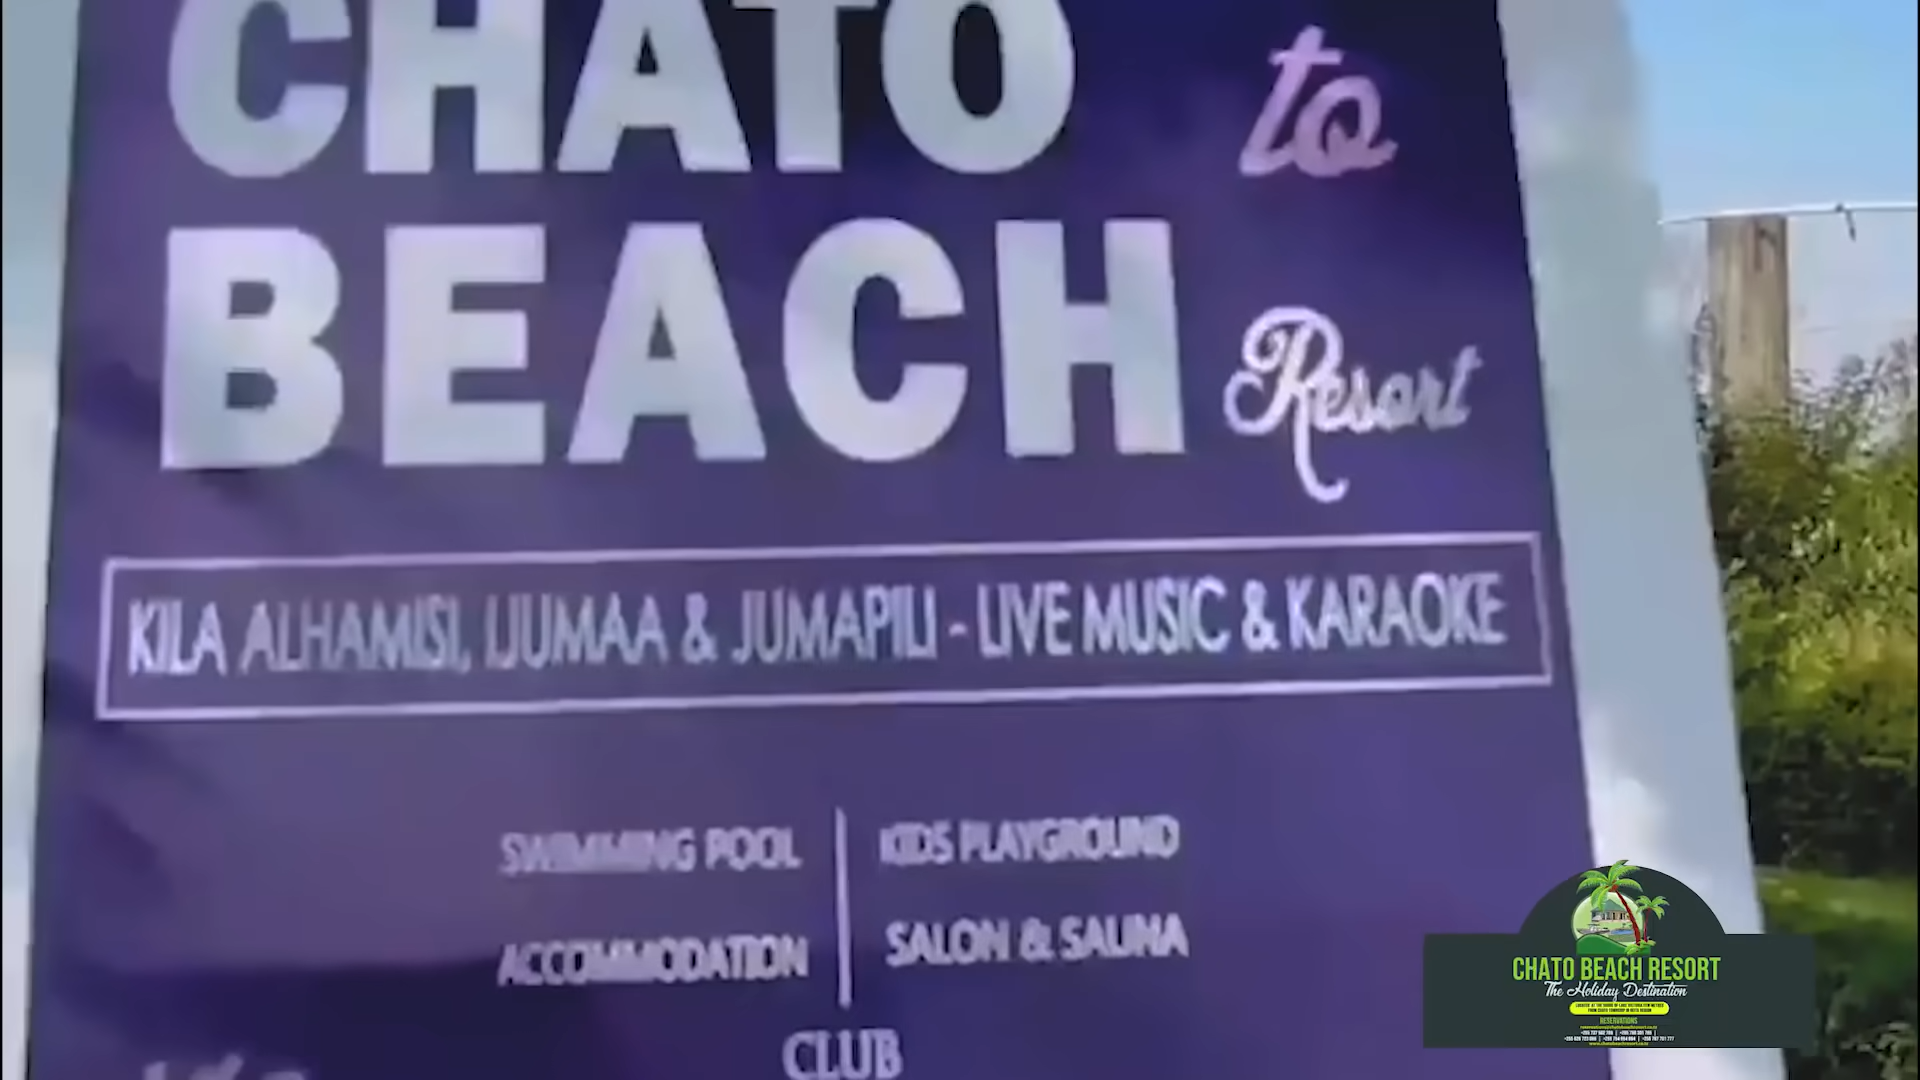 CHATO to
BEACH Resort
KILA ALHAMISI, IJUMAA & JUMAPILI - LIVE MUSIC & KARAOKE
SWIMMING POOL
ACCOMMODATION
KIDS PLAYGROUND
SALON & SAUNA
CLUB
CHATO BEACH RESORT
The Holiday Destination
RESERVATIONS